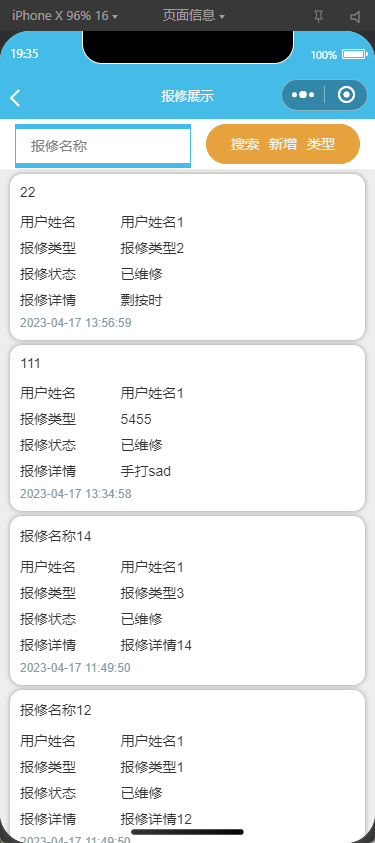 iPhone X 96% 16 页面信息
19:35 100%
报修展示
报修名称 搜索 新增 类型
22
用户姓名 用户姓名1
报修类型 报修类型2
报修状态 已维修
报修详情 剽按时
2023-04-17 13:56:59
111
用户姓名 用户姓名1
报修类型 5455
报修状态 已维修
报修详情 手打sad
2023-04-17 13:34:58
报修名称14
用户姓名 用户姓名1
报修类型 报修类型3
报修状态 已维修
报修详情 报修详情14
2023-04-17 11:49:50
报修名称12
用户姓名 用户姓名1
报修类型 报修类型1
报修状态 已维修
报修详情 报修详情12
2023-04-17 11:49:50